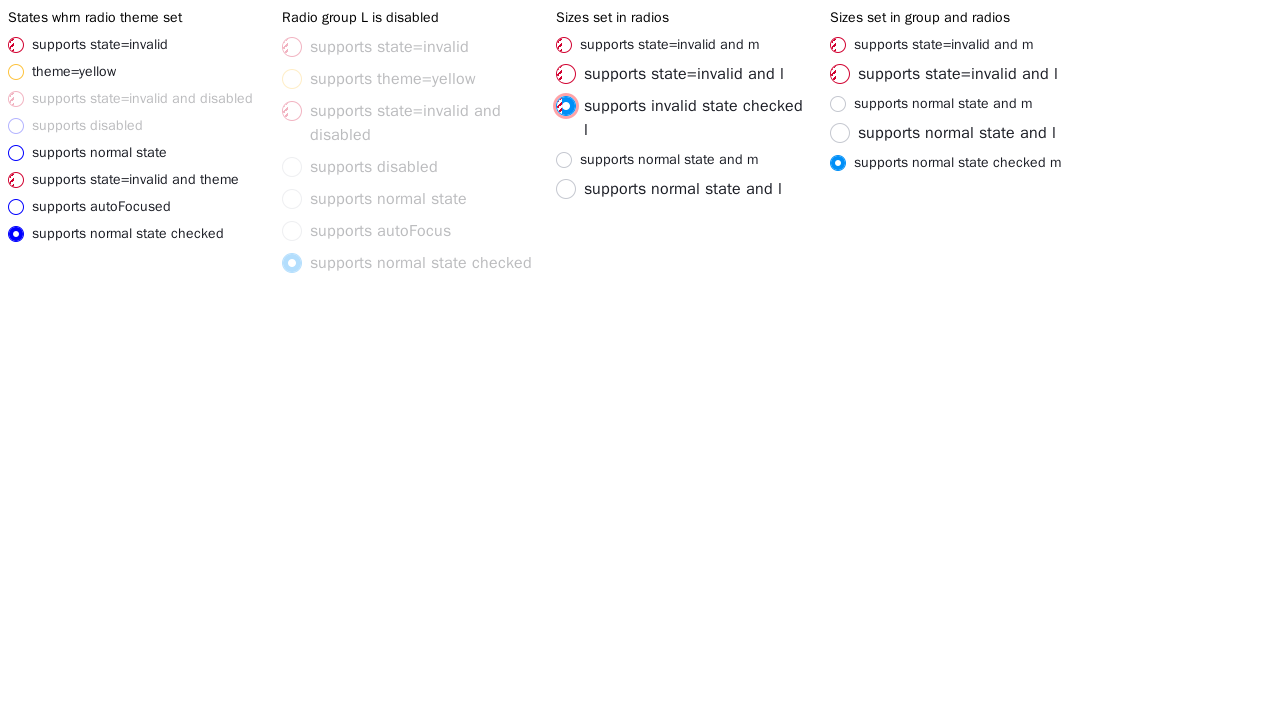 States whrn radio theme set
supports state=invalid
theme=yellow
supports state=invalid and disabled
supports disabled
supports normal state
supports state=invalid and theme
supports autoFocused
supports normal state checked
Radio group L is disabled
supports state=invalid
supports theme=yellow
supports state=invalid and
disabled
supports disabled
supports normal state
supports autoFocus
supports normal state checked
Sizes set in radios
supports state=invalid and m
supports state=invalid and l
supports invalid state checked
l
supports normal state and m
supports normal state and l
Sizes set in group and radios
supports state=invalid and m
supports state=invalid and l
supports normal state and m
supports normal state and l
supports normal state checked m